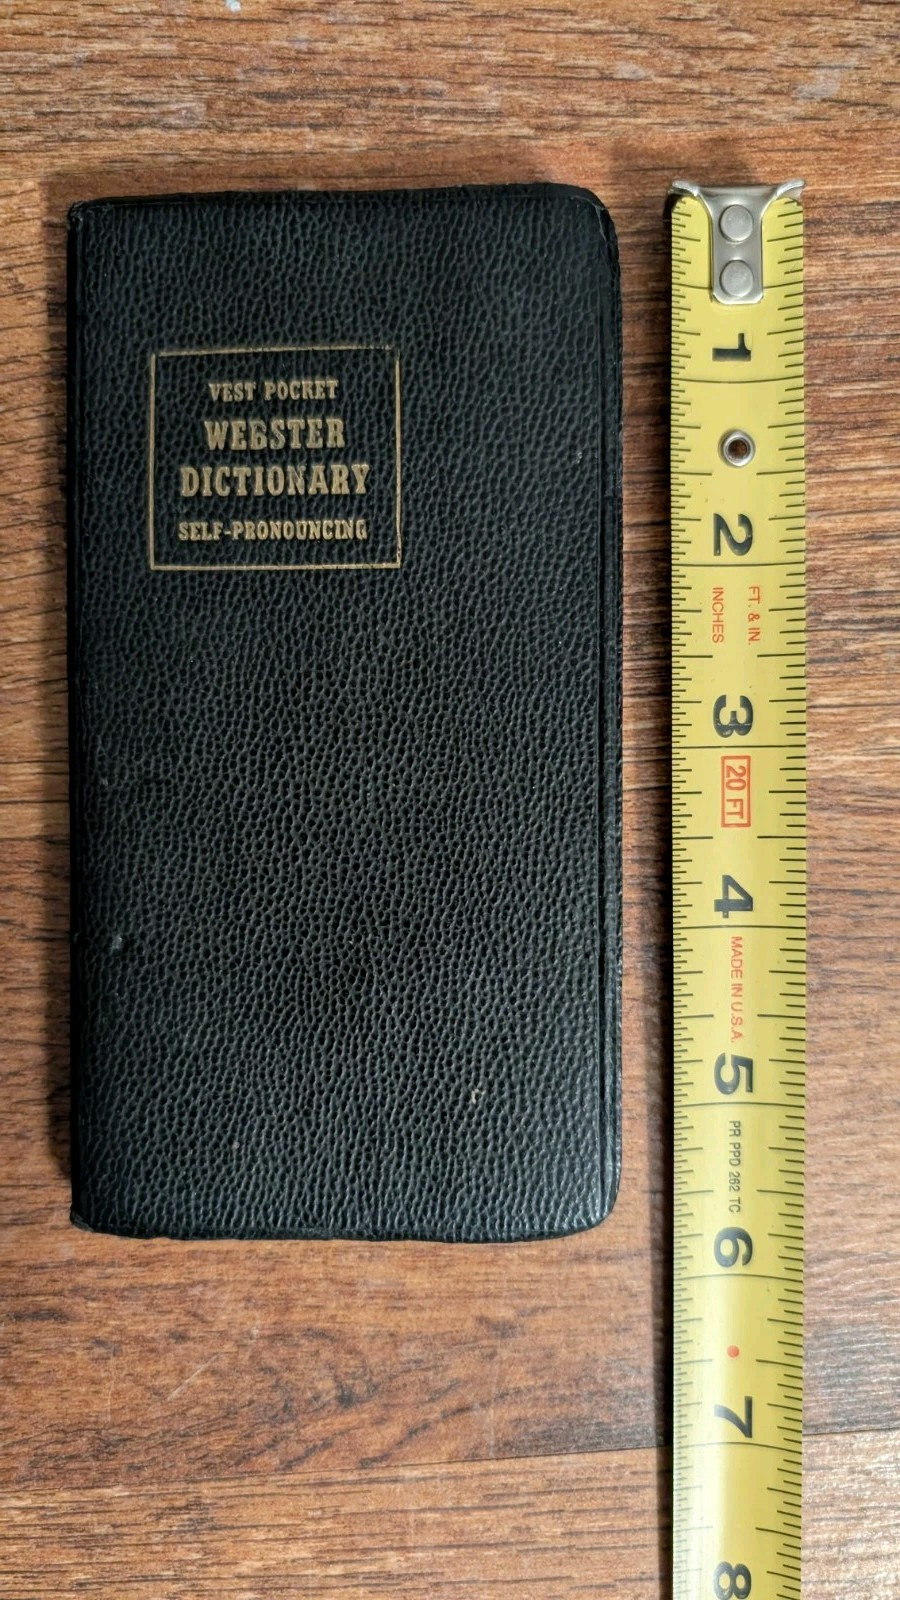 VEST POCKET
WEBSTER
DICTIONARY
SELF-PRONOUNCING
1
2
FT. & IN.
INCHES
3
20 FT
4
MADE IN U.S.A.
5
PR PPD 262 TC
6
7
8